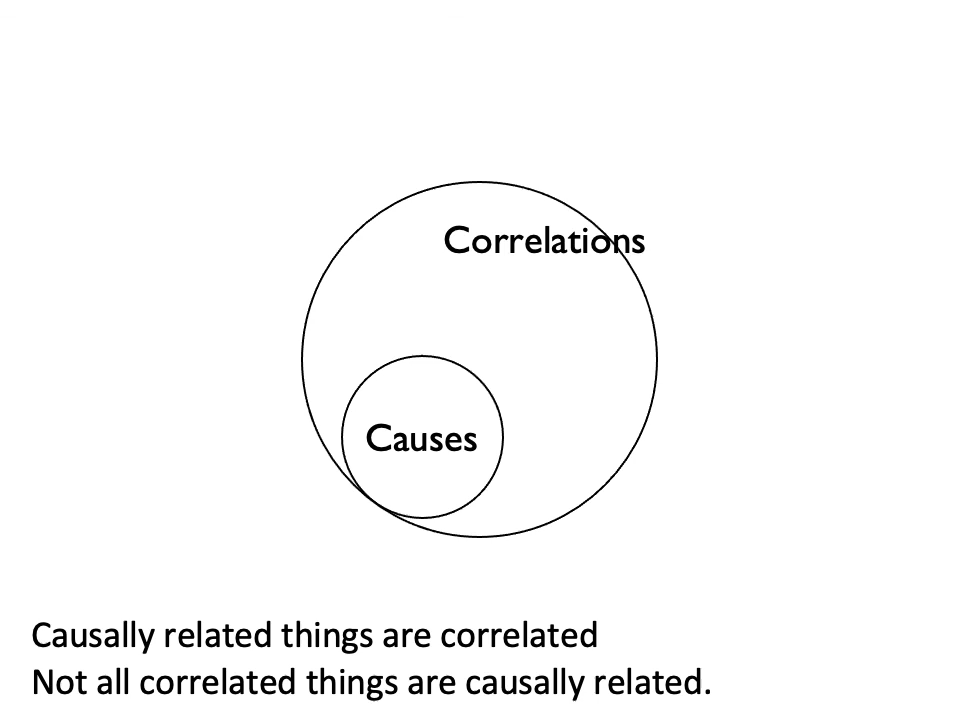 Correlations
Causes
Causally related things are correlated
Not all correlated things are causally related.